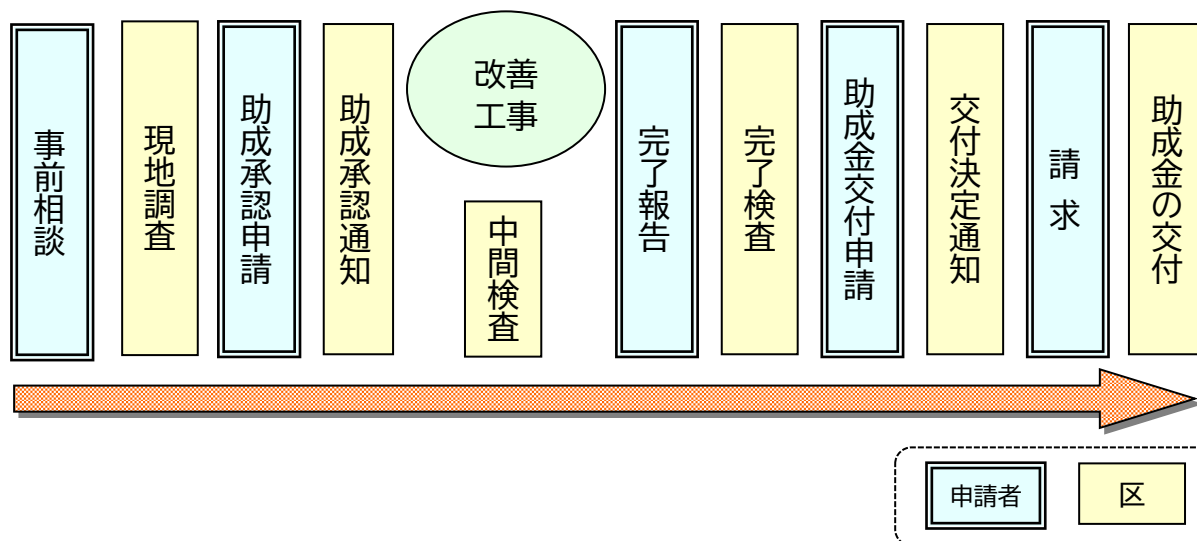 事前相談
現地調査
助成承認申請
助成承認通知
改善
工事
中間検査
完了報告
完了検査
助成金交付申請
交付決定通知
請求
助成金の交付
申請者
区